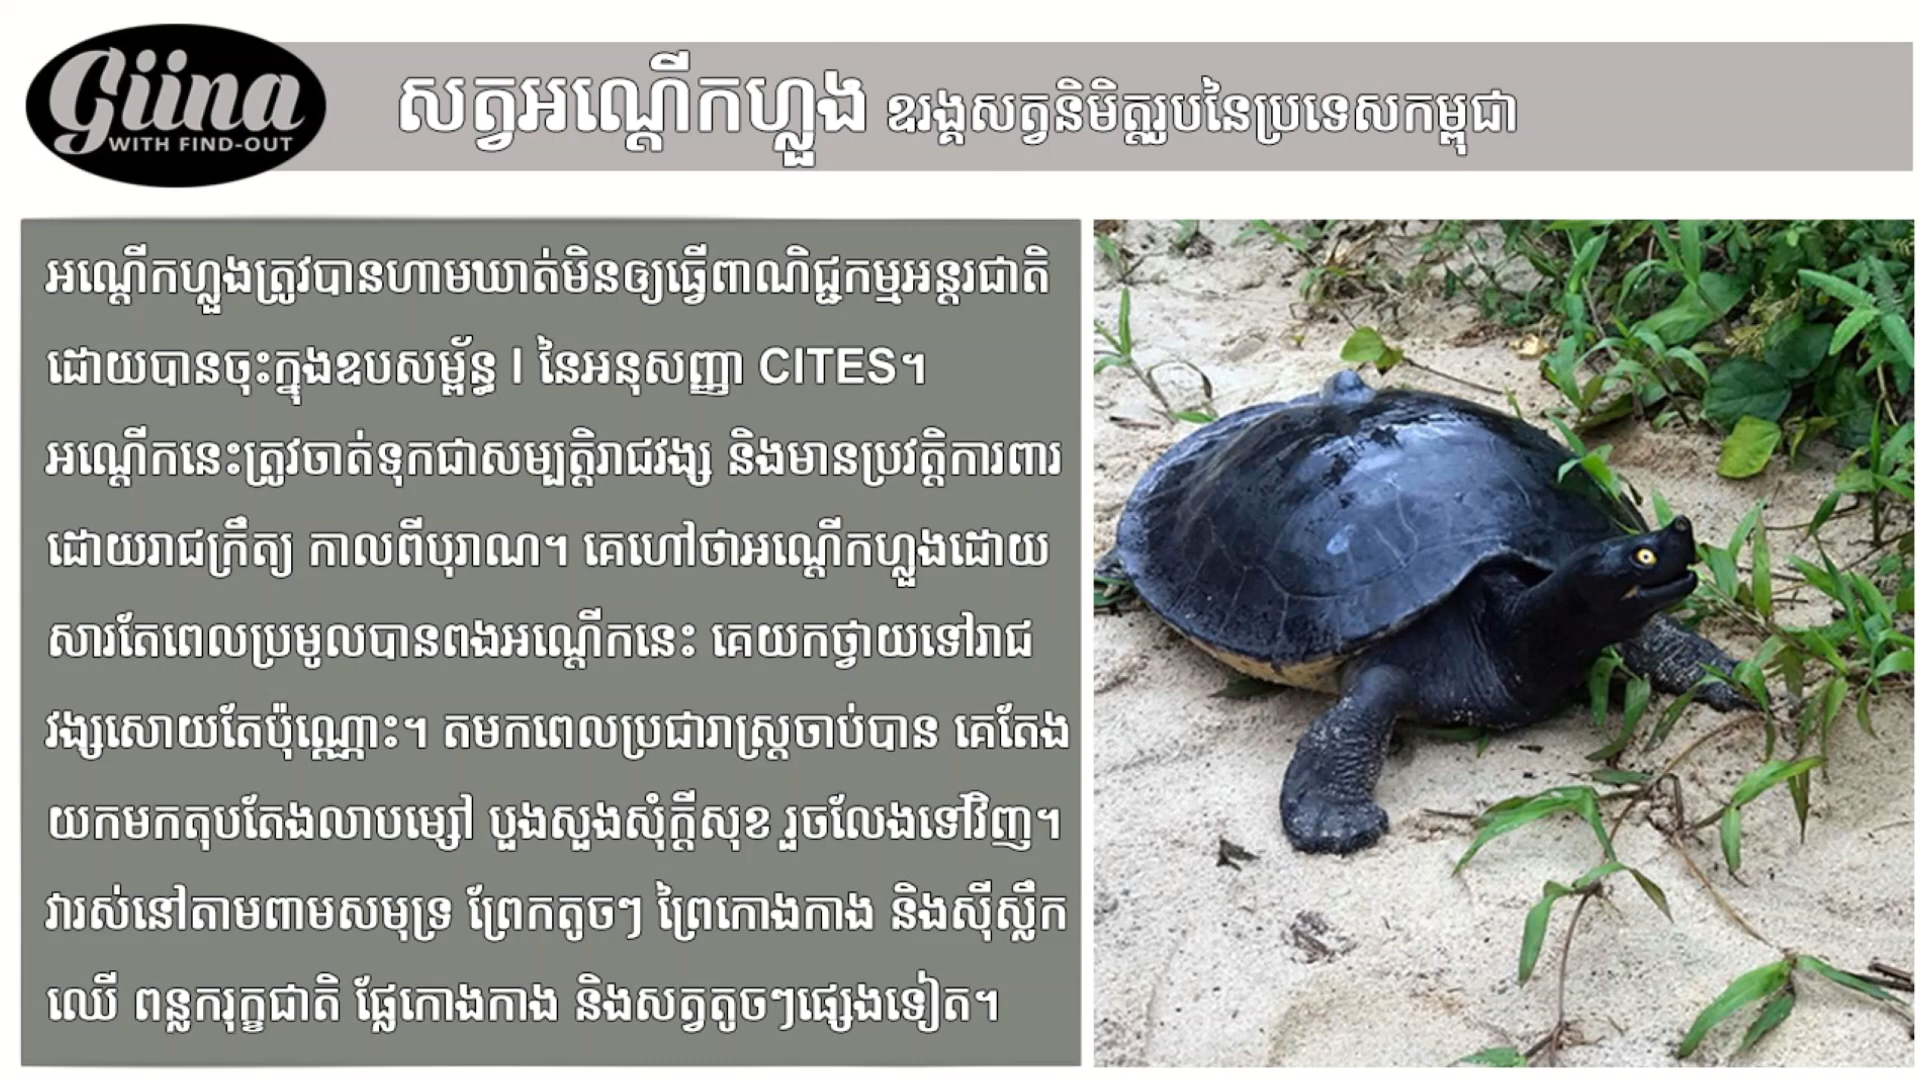 Giina
WITH FIND-OUT
សត្វអណ្ដើកហ្លួង ឧរង្គសត្វនិមិត្តរូបនៃប្រទេសកម្ពុជា
អណ្ដើកហ្លួងត្រូវបានហាមឃាត់មិនឲ្យធ្វើពាណិជ្ជកម្មអន្តរជាតិ
ដោយបានចុះក្នុងឧបសម្ព័ន្ធ I នៃអនុសញ្ញា CITES។
អណ្ដើកនេះត្រូវចាត់ទុកជាសម្បត្តិរាជវង្ស និងមានប្រវត្តិការពារ
ដោយរាជក្រឹត្យ កាលពីបុរាណ។ គេហៅថាអណ្ដើកហ្លួងដោយ
សារតែពេលប្រមូលបានពងអណ្ដើកនេះ គេយកថ្វាយទៅរាជ
វង្សសោយតែប៉ុណ្ណោះ។ តមកពេលប្រជារាស្ត្រចាប់បាន គេតែង
យកមកតុបតែងលាបម្សៅ បួងសួងសុំក្ដីសុខ រួចលែងទៅវិញ។
វារស់នៅតាមពាមសមុទ្រ ព្រែកតូចៗ ព្រៃកោងកាង និងស៊ីស្លឹក
ឈើ ពន្លករុក្ខជាតិ ផ្លែកោងកាង និងសត្វតូចៗផ្សេងទៀត។